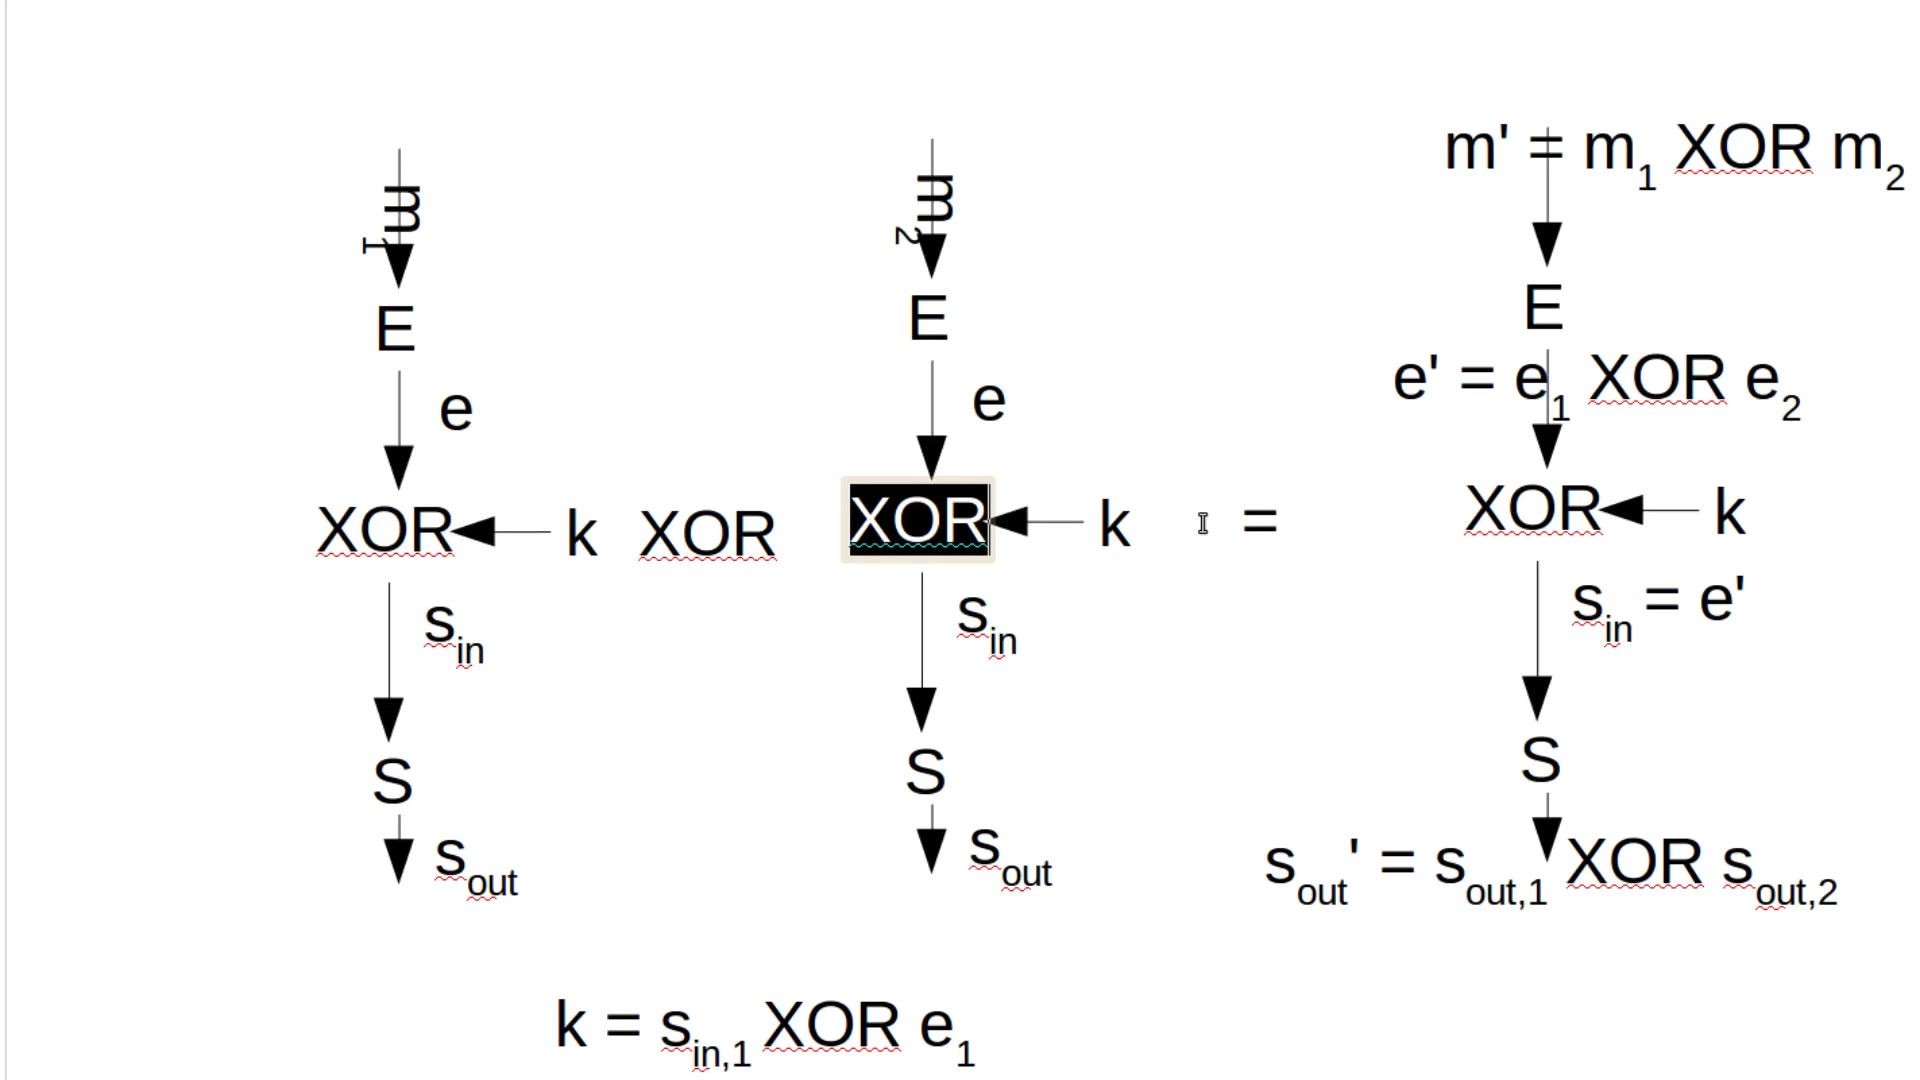 m' = m1 XOR m2
m1
m2
E
E
E
e' = e1 XOR e2
e
e
XOR k XOR XOR k = XOR k
sin
sin
sin = e'
S
S
S
sout
sout
sout' = sout,1 XOR sout,2
k = sin,1 XOR e1